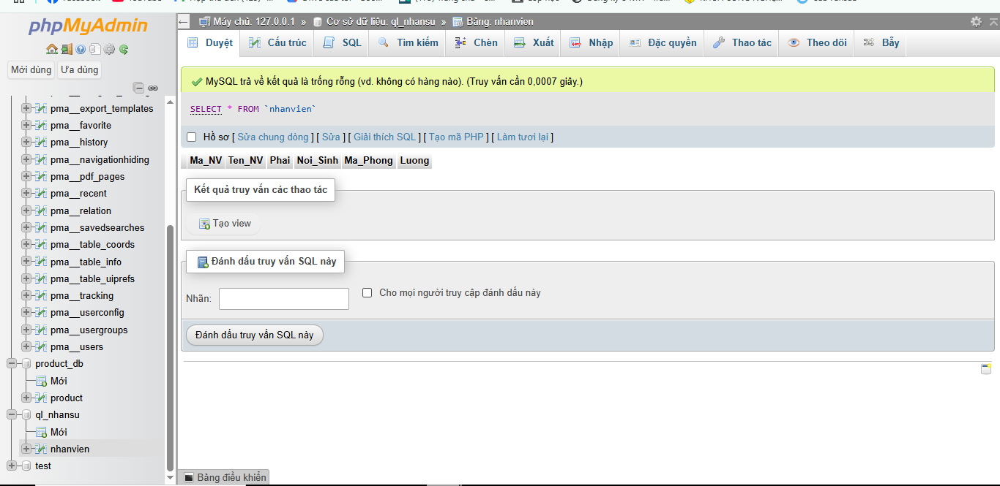 phpMyAdmin
Mới dùng Ưa dùng
pma__export_templates
pma__favorite
pma__history
pma__navigationhiding
pma__pdf_pages
pma__recent
pma__relation
pma__savedsearches
pma__table_coords
pma__table_info
pma__table_uiprefs
pma__tracking
pma__userconfig
pma__usergroups
pma__users
product_db
Mới
product
ql_nhansu
Mới
nhanvien
test
Máy chủ: 127.0.0.1 » Cơ sở dữ liệu: ql_nhansu » Bảng: nhanvien
Duyệt Cấu trúc SQL Tìm kiếm Chèn Xuất Nhập Đặc quyền Thao tác Theo dõi Bẫy
MySQL trả về kết quả là trống rỗng (vd. không có hàng nào). (Truy vấn cần 0,0007 giây.)
SELECT * FROM `nhanvien`
Hồ sơ [ Sửa chung dòng ] [ Sửa ] [ Giải thích SQL ] [ Tạo mã PHP ] [ Làm tươi lại ]
Ma_NV Ten_NV Phai Noi_Sinh Ma_Phong Luong
Kết quả truy vấn các thao tác
Tạo view
Đánh dấu truy vấn SQL này
Nhãn: Cho mọi người truy cập đánh dấu này
Đánh dấu truy vấn SQL này
Bảng điều khiển